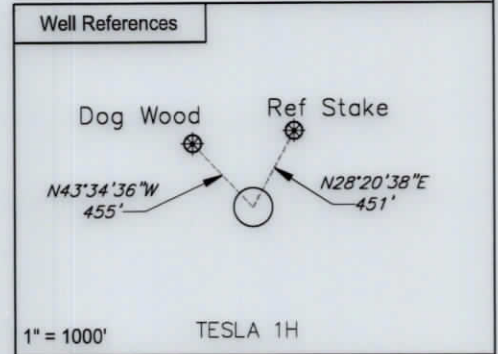 Well References
Dog Wood
Ref Stake
N43°34'36"W
455'
N28°20'38"E
451'
1" = 1000'
TESLA 1H